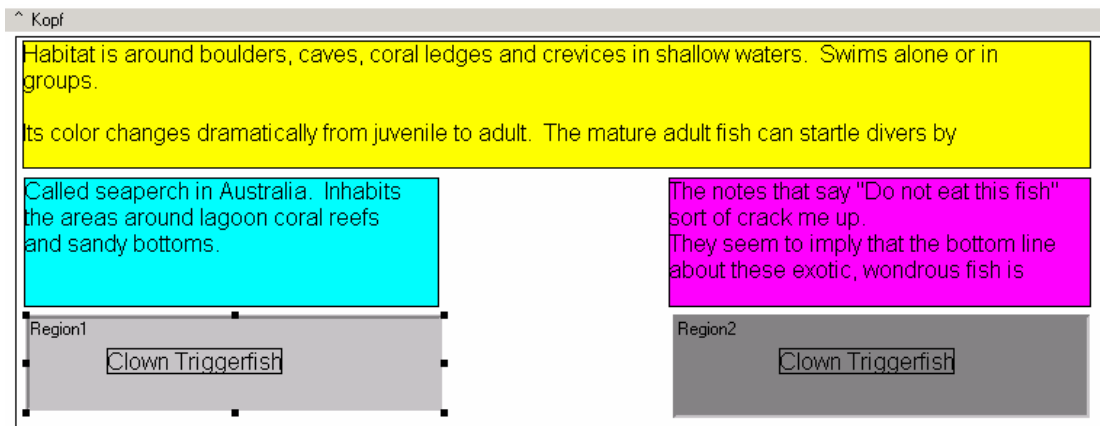 ^ Kopf
Habitat is around boulders, caves, coral ledges and crevices in shallow waters.  Swims alone or in
groups.
Its color changes dramatically from juvenile to adult.  The mature adult fish can startle divers by
Called seaperch in Australia.  Inhabits
the areas around lagoon coral reefs
and sandy bottoms.
The notes that say "Do not eat this fish"
sort of crack me up.
They seem to imply that the bottom line
about these exotic, wondrous fish is
Region1
Clown Triggerfish
Region2
Clown Triggerfish